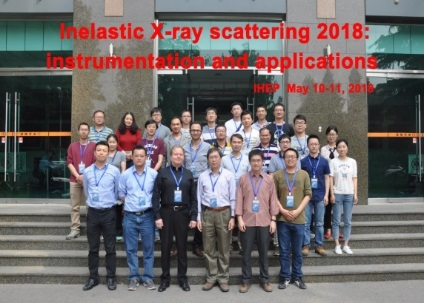 Inelastic X-ray scattering 2018:
instrumentation and applications
IHEP May 10-11, 2018